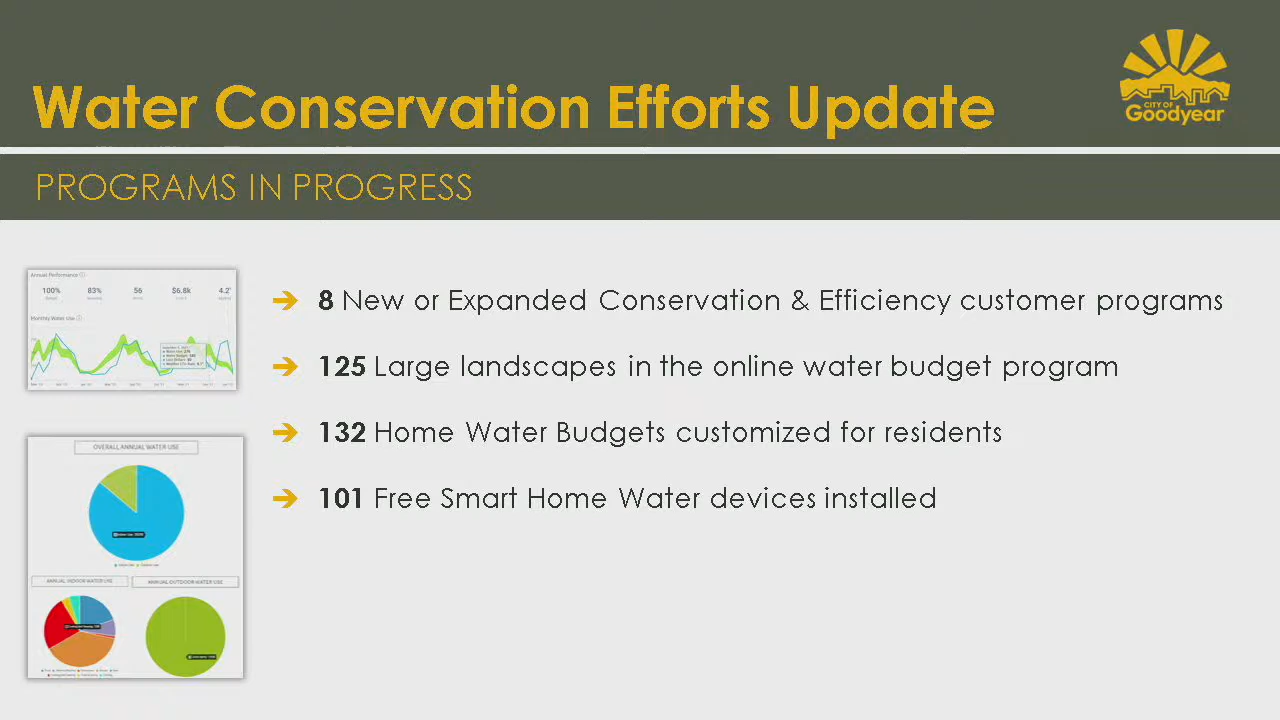 Water Conservation Efforts Update
CITY OF
Goodyear
PROGRAMS IN PROGRESS
Annual Performance
100%
83%
56
$6.8k
4.2'
Monthly Water Use
➔ 8 New or Expanded Conservation & Efficiency customer programs
➔ 125 Large landscapes in the online water budget program
➔ 132 Home Water Budgets customized for residents
➔ 101 Free Smart Home Water devices installed
OVERALL ANNUAL WATER USE
ANNUAL INDOOR WATER USE
ANNUAL OUTDOOR WATER USE